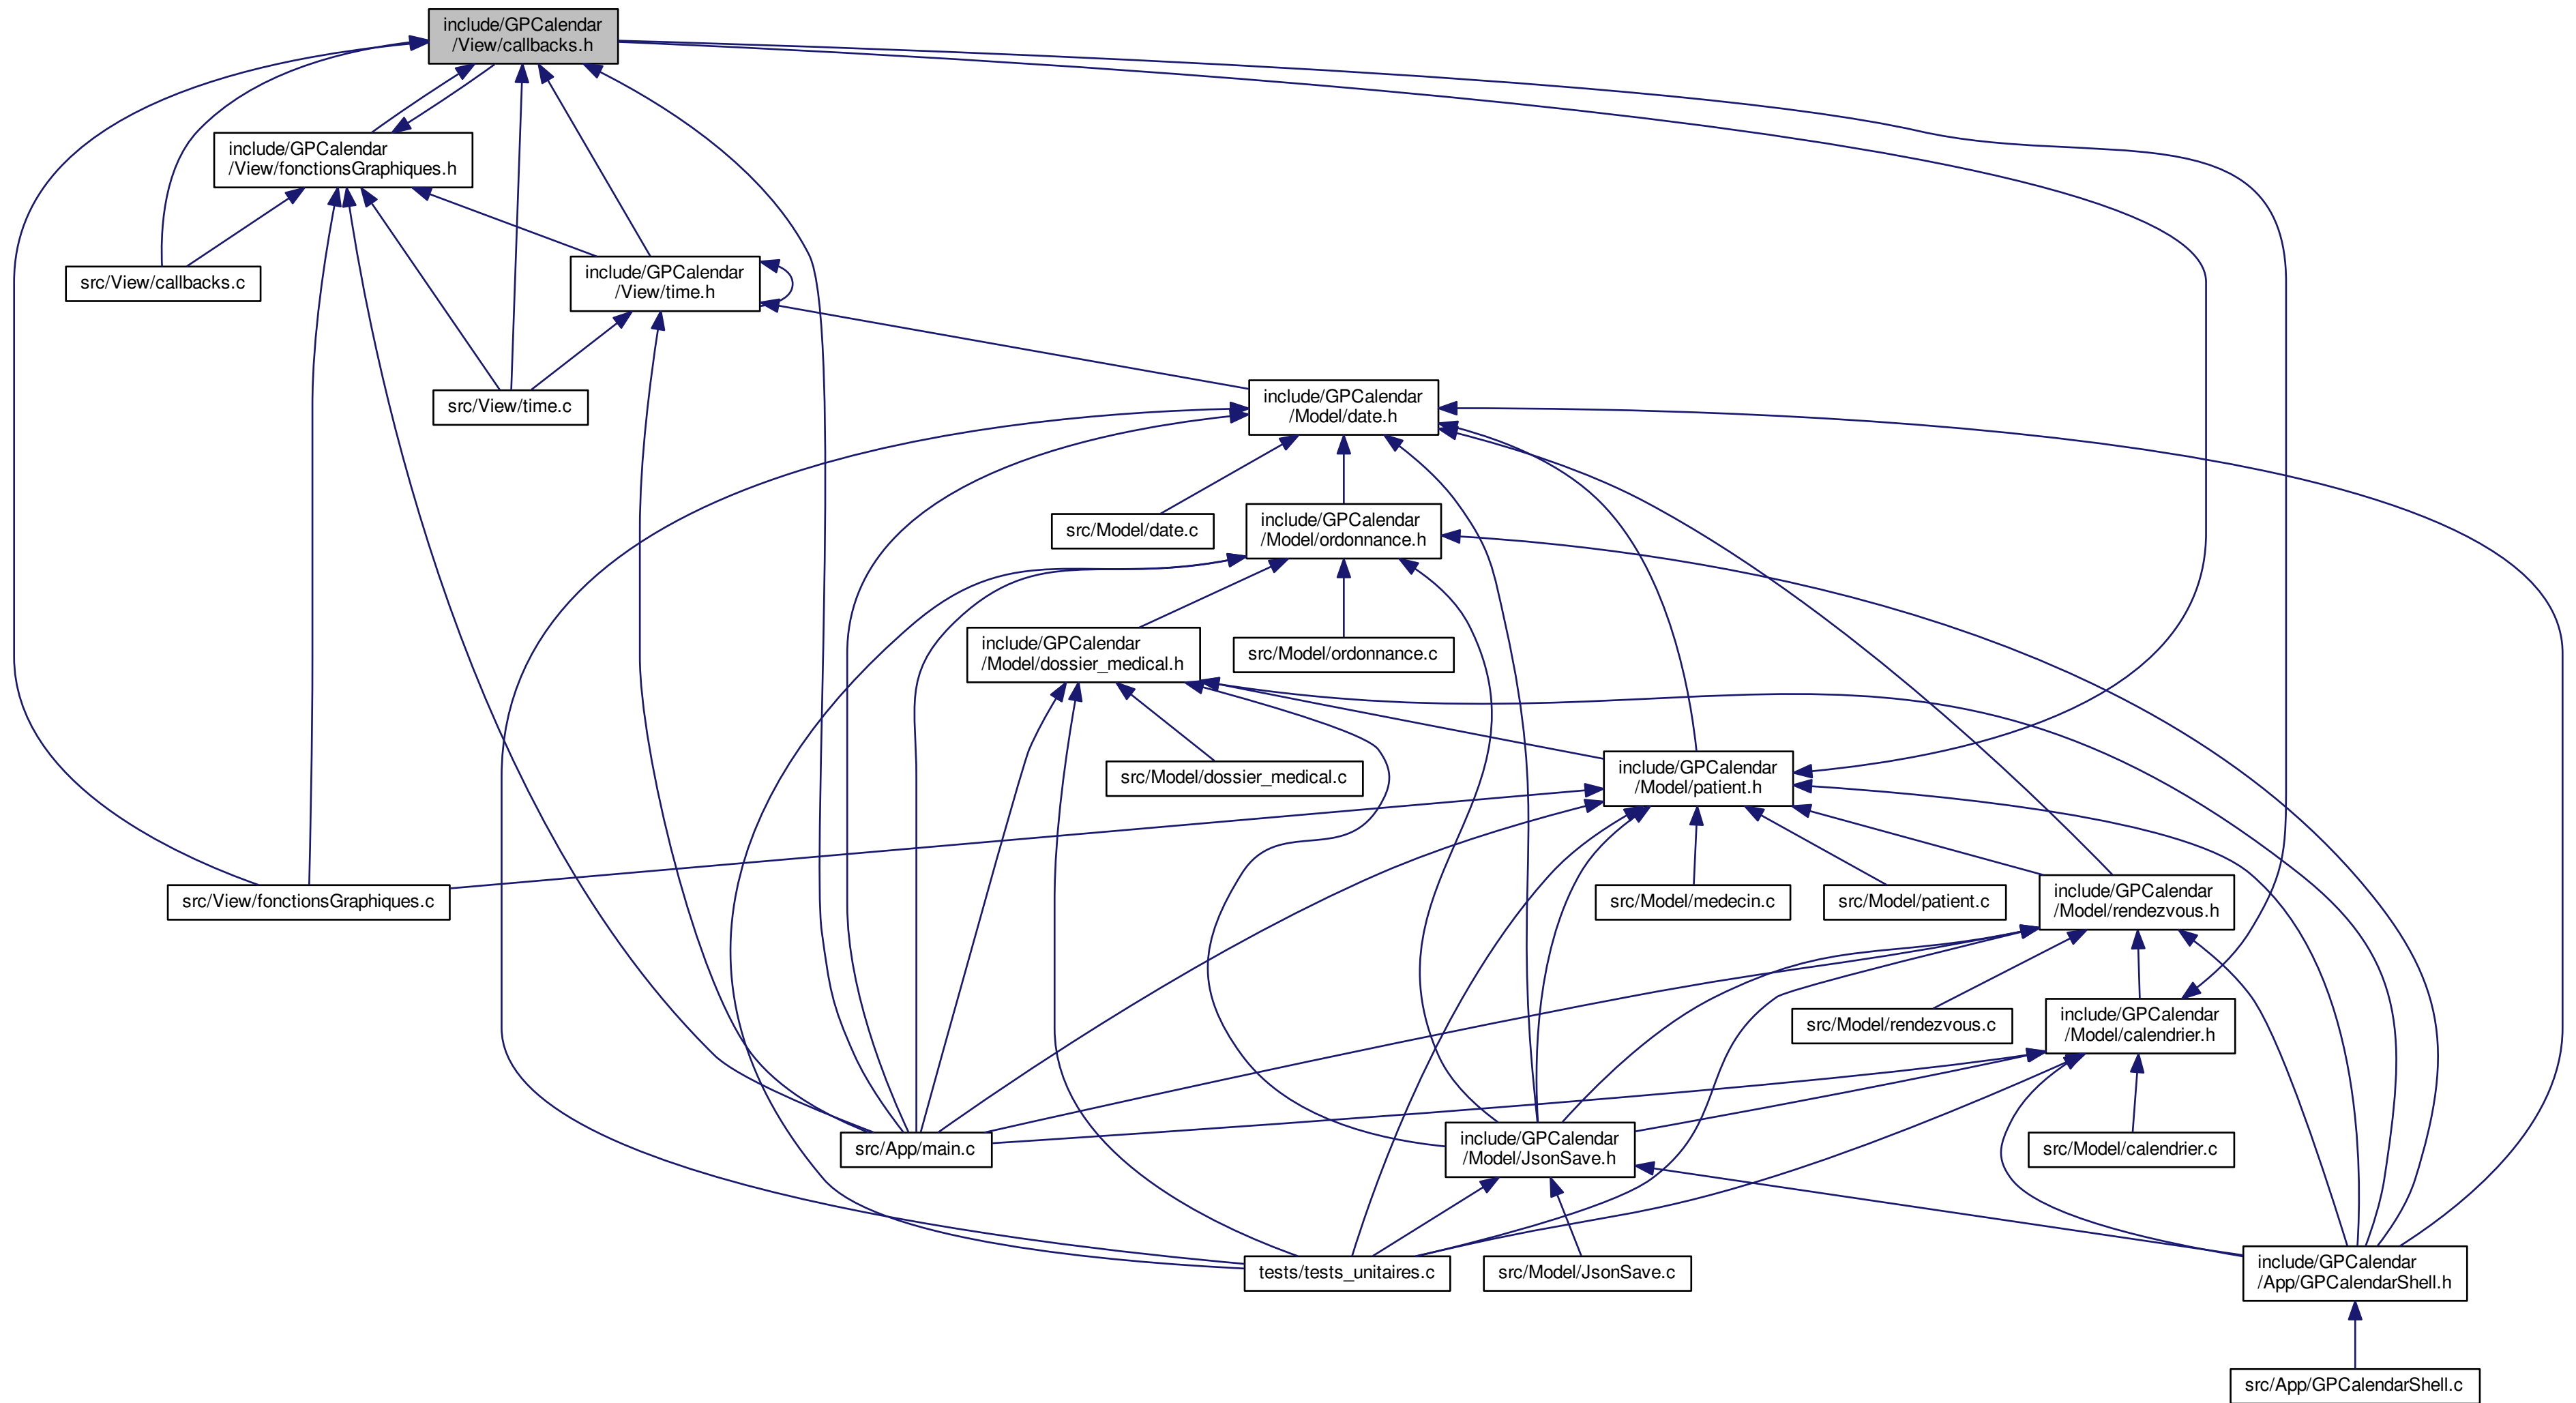 include/GPCalendar
/View/callbacks.h
include/GPCalendar
/View/fonctionsGraphiques.h
src/View/callbacks.c
include/GPCalendar
/View/time.h
src/View/time.c
include/GPCalendar
/Model/date.h
src/Model/date.c
include/GPCalendar
/Model/ordonnance.h
include/GPCalendar
/Model/dossier_medical.h
src/Model/ordonnance.c
src/Model/dossier_medical.c
include/GPCalendar
/Model/patient.h
src/View/fonctionsGraphiques.c
src/Model/medecin.c
src/Model/patient.c
include/GPCalendar
/Model/rendezvous.h
src/Model/rendezvous.c
include/GPCalendar
/Model/calendrier.h
src/App/main.c
include/GPCalendar
/Model/JsonSave.h
src/Model/calendrier.c
tests/tests_unitaires.c
src/Model/JsonSave.c
include/GPCalendar
/App/GPCalendarShell.h
src/App/GPCalendarShell.c